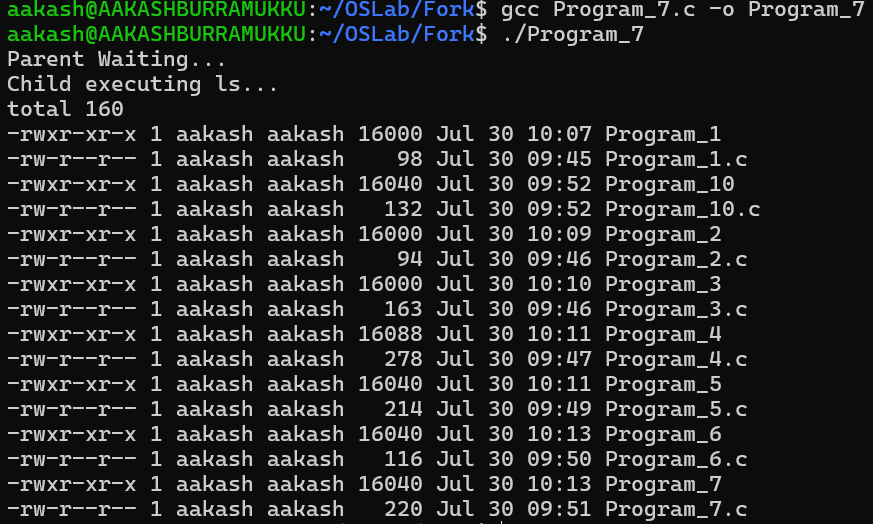 aakash@AAKASHBURRAMUKKU:~/OSLab/Fork$ gcc Program_7.c -o Program_7
aakash@AAKASHBURRAMUKKU:~/OSLab/Fork$ ./Program_7
Parent Waiting...
Child executing ls...
total 160
-rwxr-xr-x 1 aakash aakash 16000 Jul 30 10:07 Program_1
-rw-r--r-- 1 aakash aakash    98 Jul 30 09:45 Program_1.c
-rwxr-xr-x 1 aakash aakash 16040 Jul 30 09:52 Program_10
-rw-r--r-- 1 aakash aakash   132 Jul 30 09:52 Program_10.c
-rwxr-xr-x 1 aakash aakash 16000 Jul 30 10:09 Program_2
-rw-r--r-- 1 aakash aakash    94 Jul 30 09:46 Program_2.c
-rwxr-xr-x 1 aakash aakash 16000 Jul 30 10:10 Program_3
-rw-r--r-- 1 aakash aakash   163 Jul 30 09:46 Program_3.c
-rwxr-xr-x 1 aakash aakash 16088 Jul 30 10:11 Program_4
-rw-r--r-- 1 aakash aakash   278 Jul 30 09:47 Program_4.c
-rwxr-xr-x 1 aakash aakash 16040 Jul 30 10:11 Program_5
-rw-r--r-- 1 aakash aakash   214 Jul 30 09:49 Program_5.c
-rwxr-xr-x 1 aakash aakash 16040 Jul 30 10:13 Program_6
-rw-r--r-- 1 aakash aakash   116 Jul 30 09:50 Program_6.c
-rwxr-xr-x 1 aakash aakash 16040 Jul 30 10:13 Program_7
-rw-r--r-- 1 aakash aakash   220 Jul 30 09:51 Program_7.c